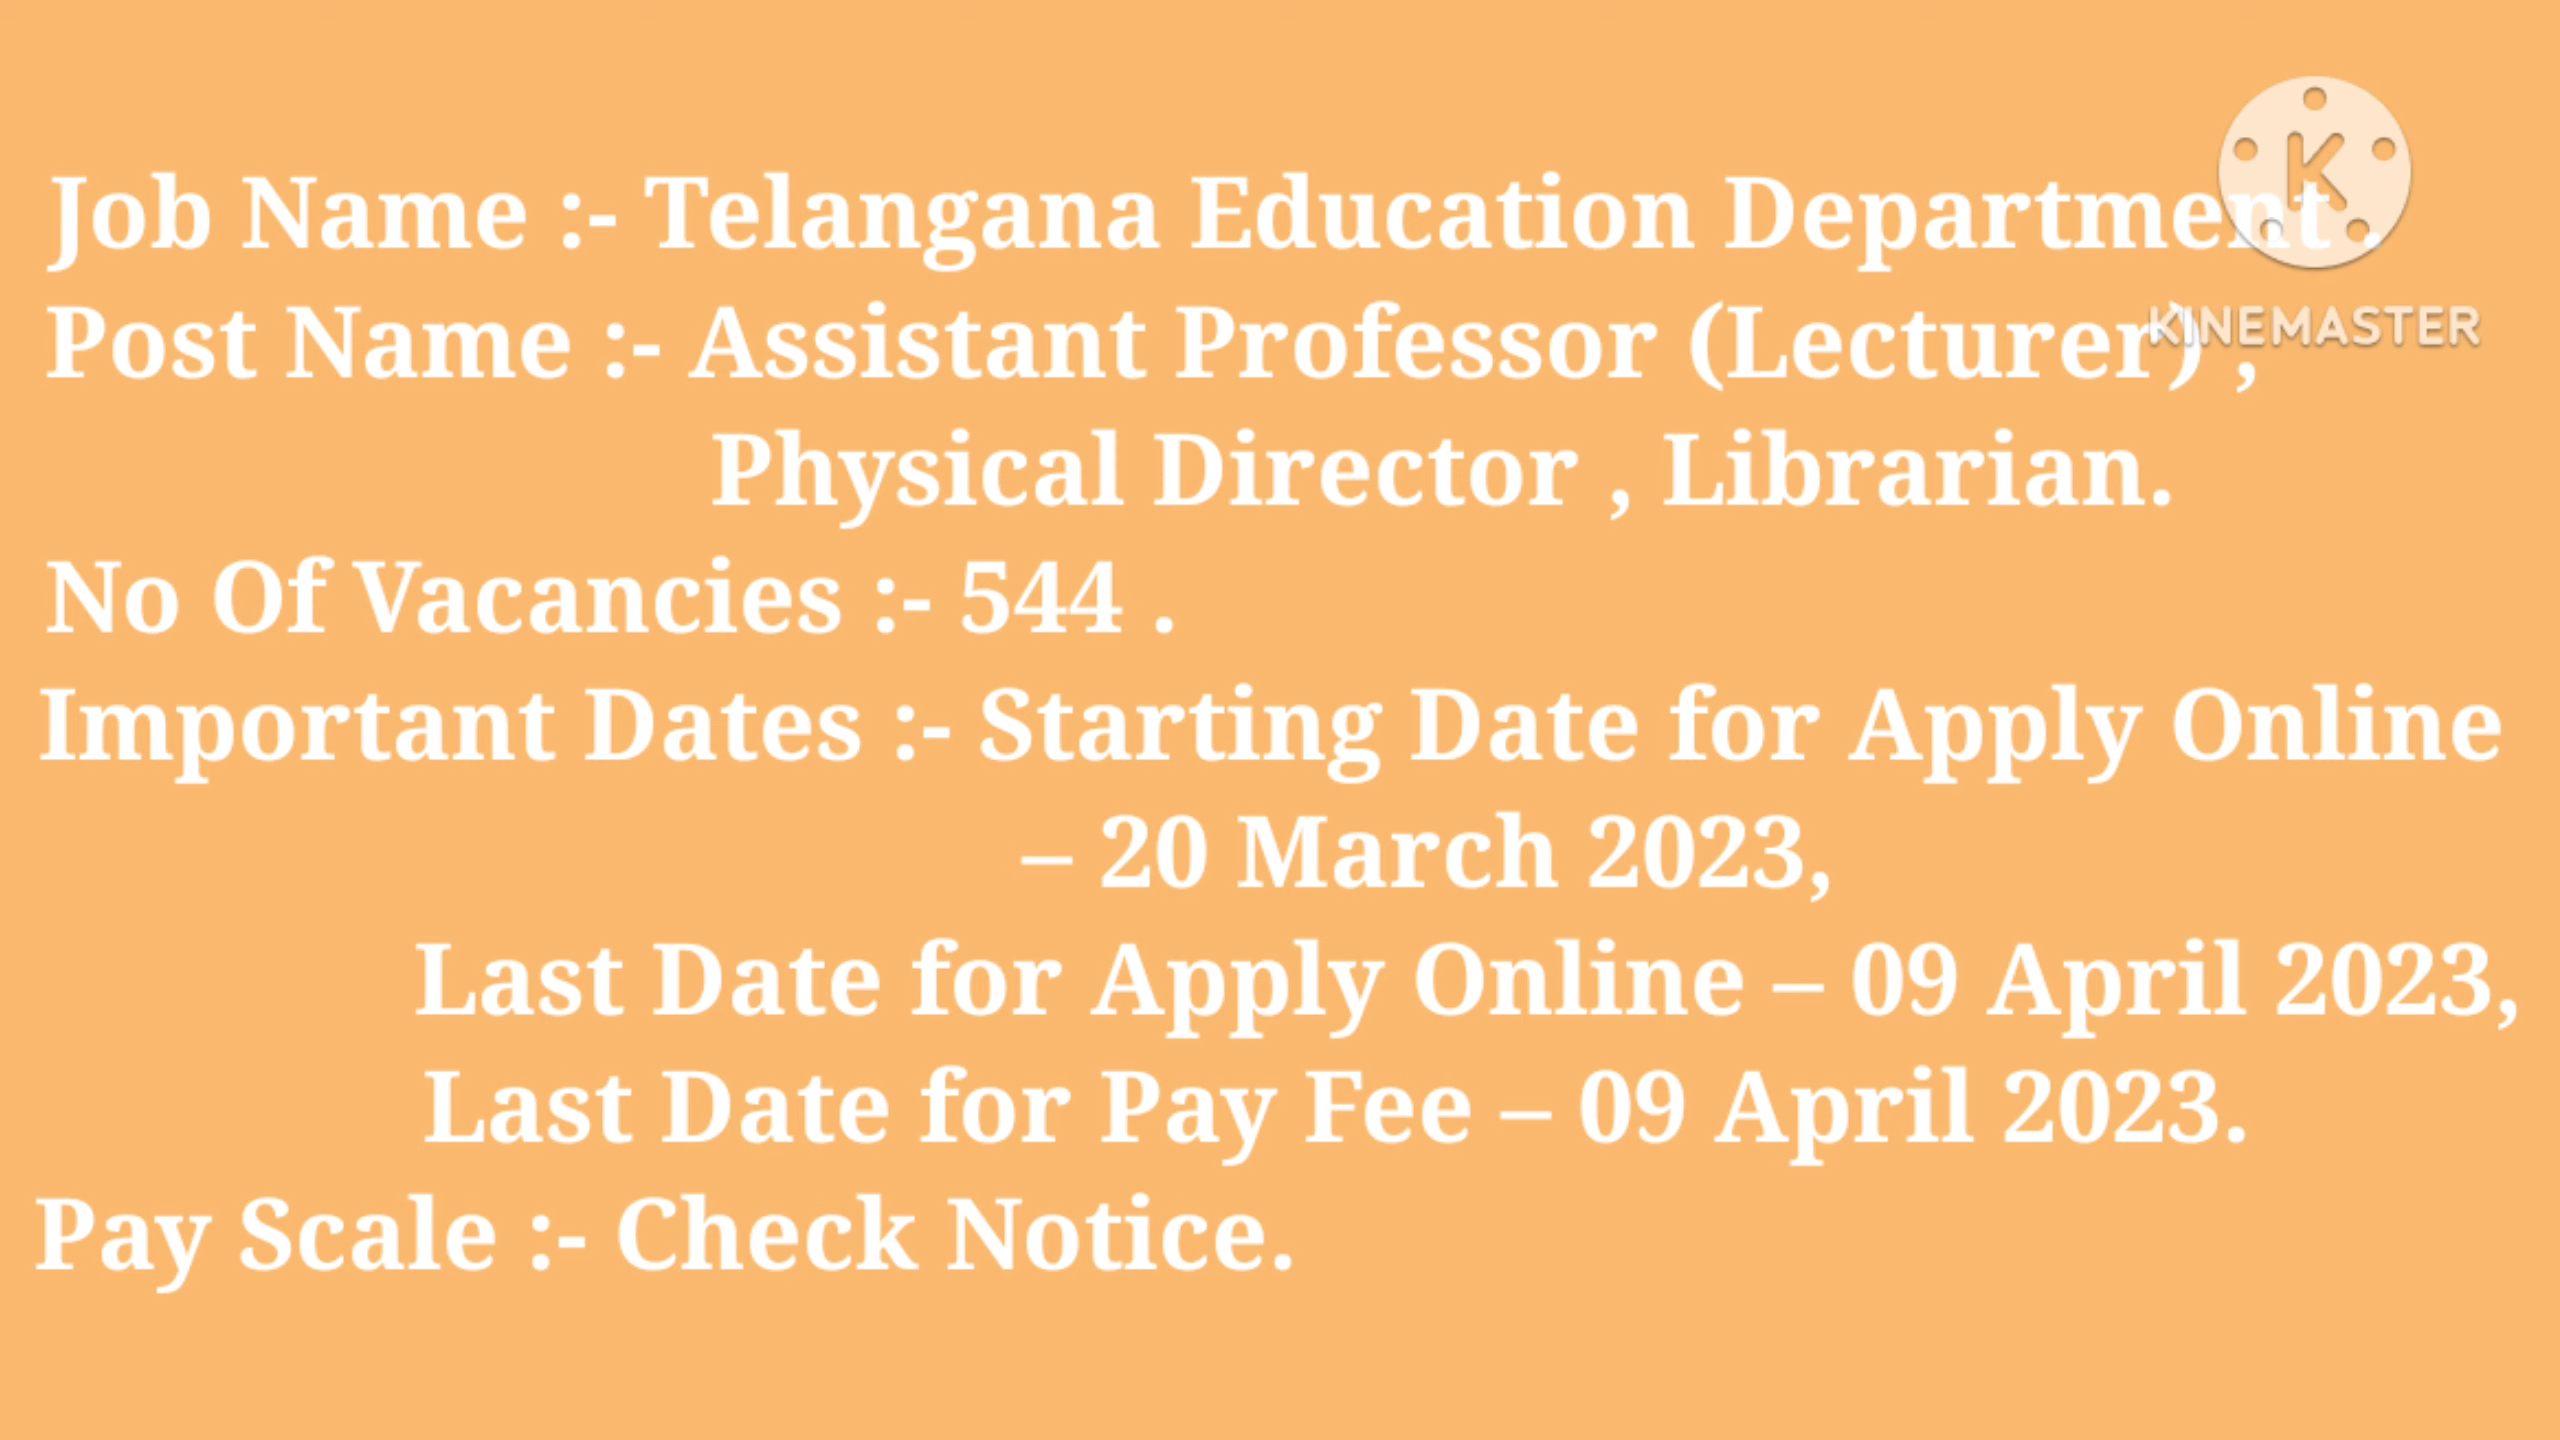 Job Name :- Telangana Education Department .
Post Name :- Assistant Professor (Lecturer) ,
Physical Director , Librarian.
No Of Vacancies :- 544 .
Important Dates :- Starting Date for Apply Online
– 20 March 2023,
Last Date for Apply Online – 09 April 2023,
Last Date for Pay Fee – 09 April 2023.
Pay Scale :- Check Notice.
K
KINEMASTER